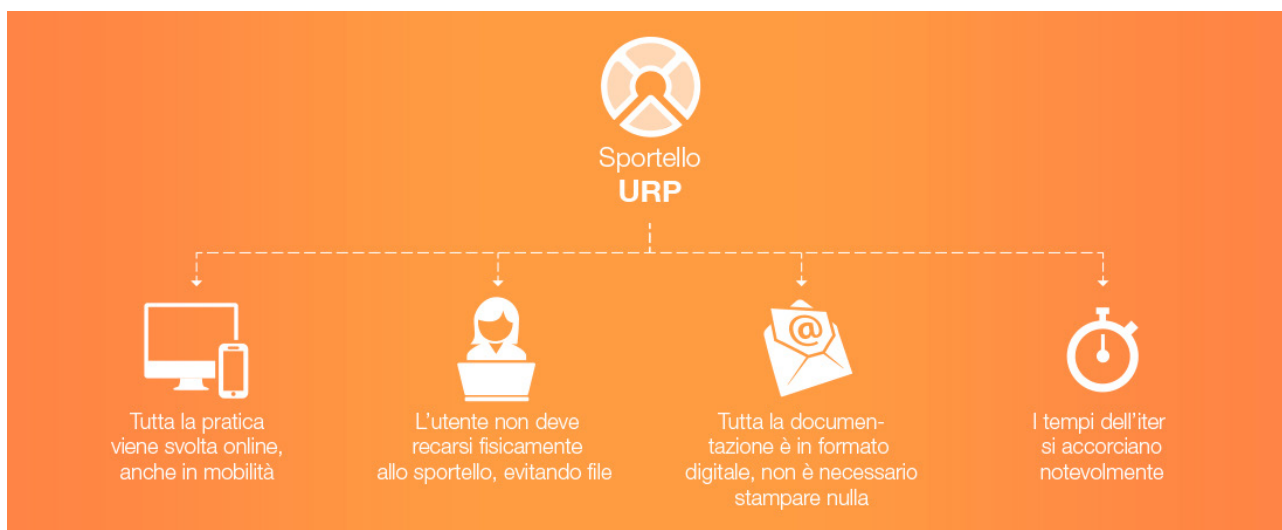 Sportello
URP
@
Tutta la pratica
viene svolta online,
anche in mobilità
L'utente non deve
recarsi fisicamente
allo sportello, evitando file
Tutta la documen-
tazione è in formato
digitale, non è necessario
stampare nulla
I tempi dell'iter
si accorciano
notevolmente